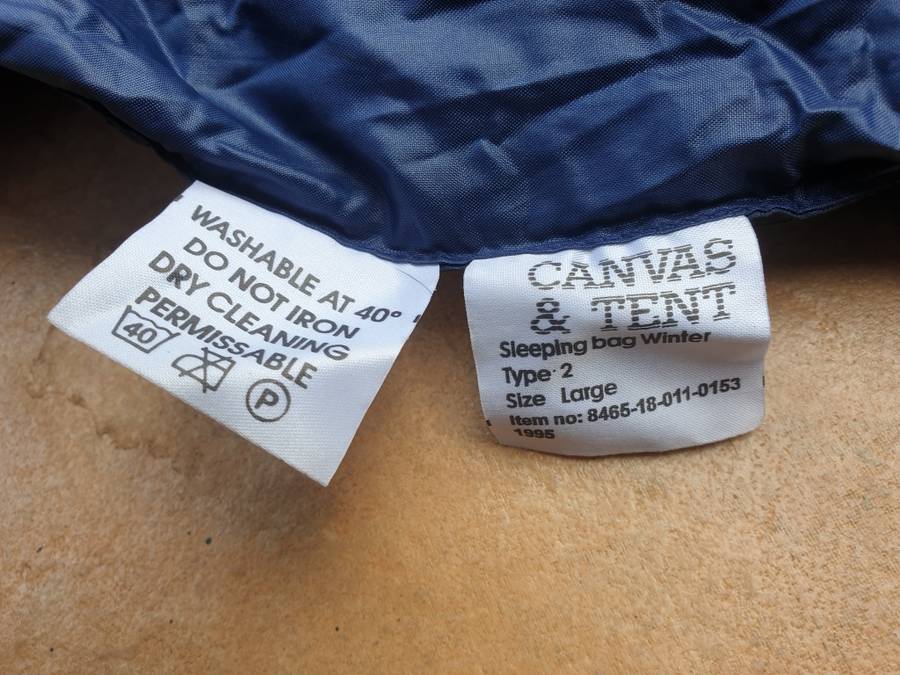 WASHABLE AT 40°
DO NOT IRON
DRY CLEANING
PERMISSABLE
40
P
CANVAS
& TENT
Sleeping bag Winter
Type 2
Size Large
Item no: 8465-18-011-0153
1995